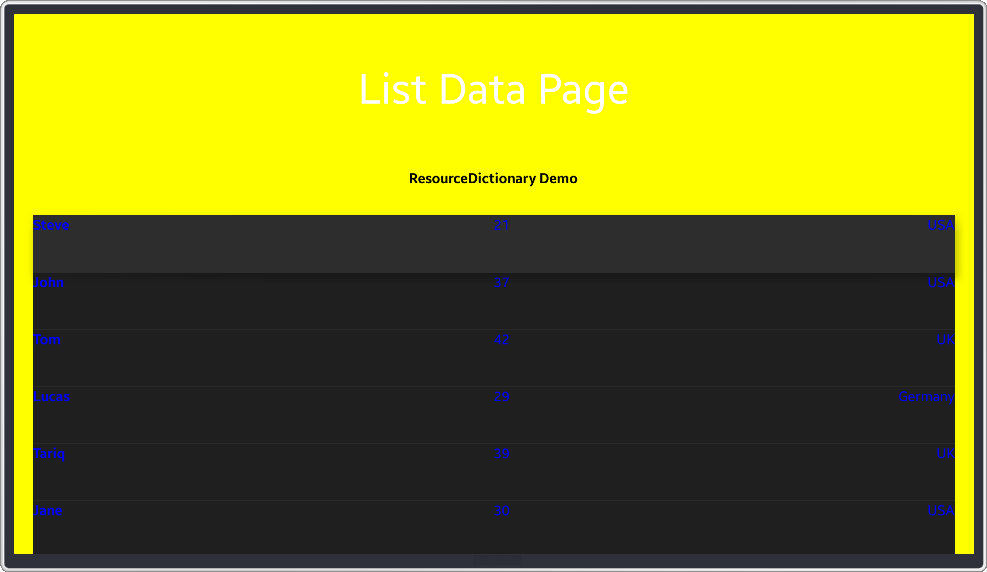 List Data Page
ResourceDictionary Demo
Steve 21 USA
John 37 USA
Tom 42 UK
Lucas 29 Germany
Tariq 39 UK
Jane 30 USA